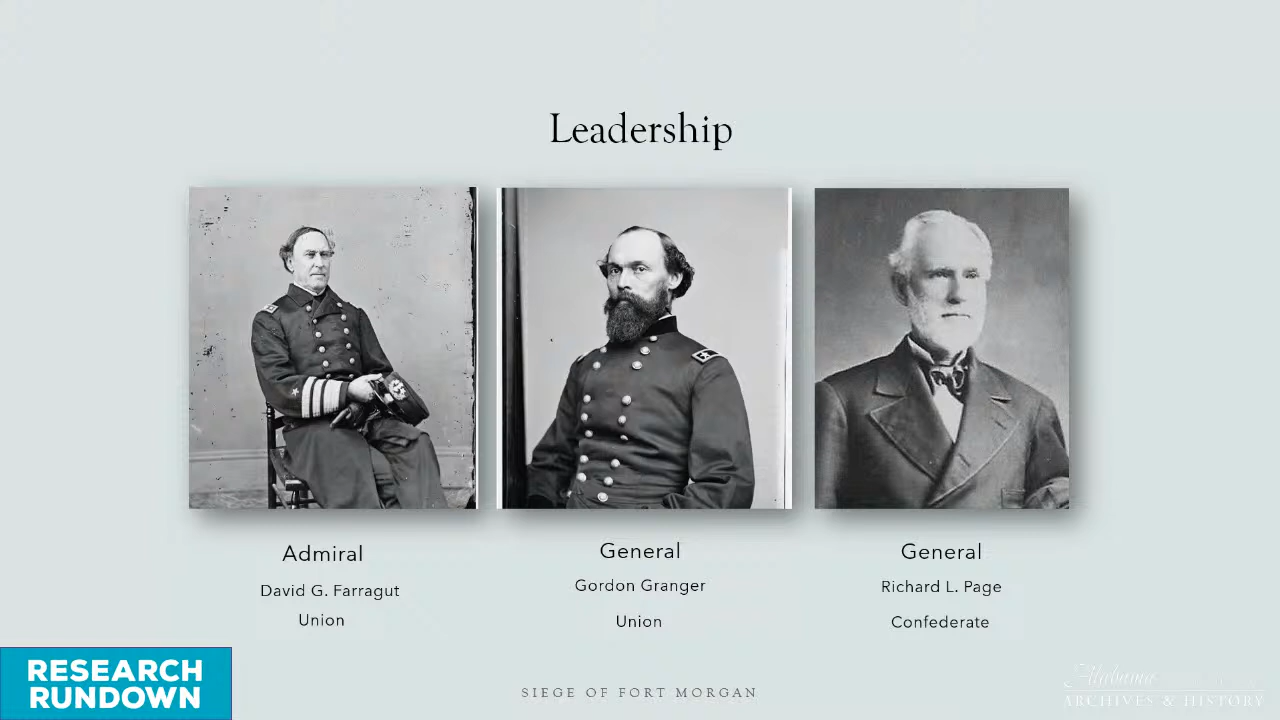 Leadership
Admiral
David G. Farragut
Union
General
Gordon Granger
Union
General
Richard L. Page
Confederate
RESEARCH
RUNDOWN
SIEGE OF FORT MORGAN
Alabama
ARCHIVES & HISTORY